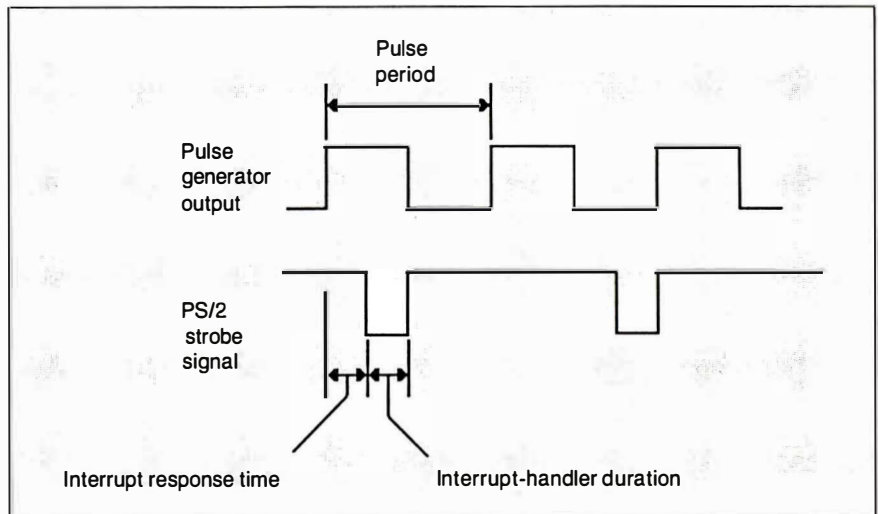 Pulse
period
Pulse
generator
output
PS/2
strobe
signal
Interrupt response time
Interrupt-handler duration